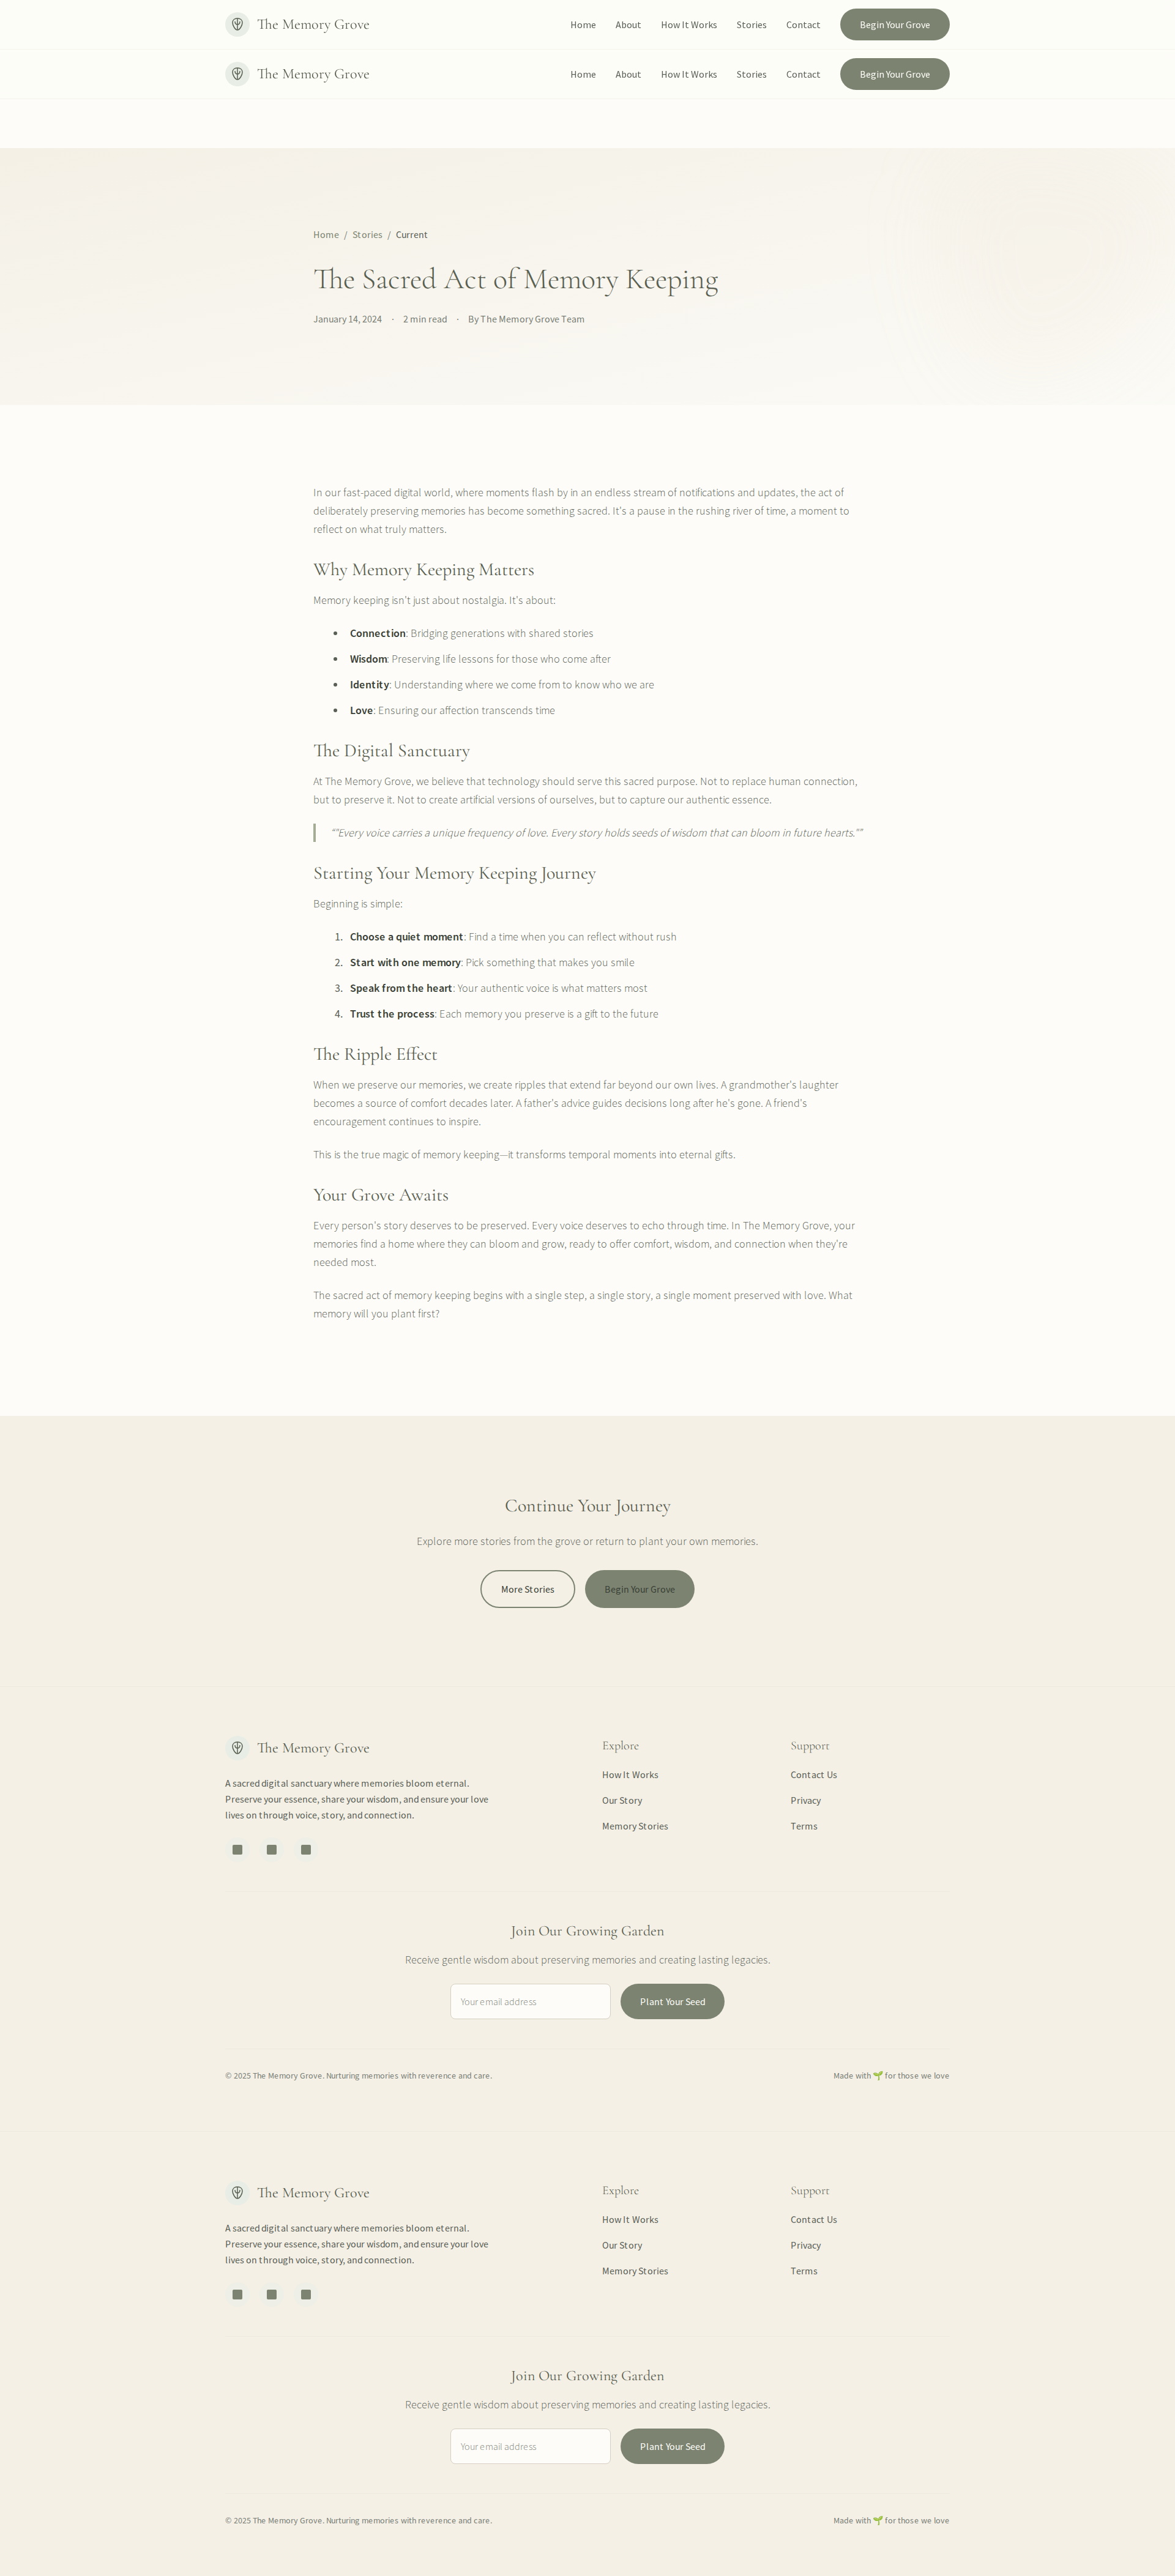 The Memory Grove
Home About How It Works Stories Contact Begin Your Grove
The Memory Grove
Home About How It Works Stories Contact Begin Your Grove
Home / Stories / Current
The Sacred Act of Memory Keeping
January 14, 2024 · 2 min read · By The Memory Grove Team
In our fast-paced digital world, where moments flash by in an endless stream of notifications and updates, the act of
deliberately preserving memories has become something sacred. It's a pause in the rushing river of time, a moment to
reflect on what truly matters.
Why Memory Keeping Matters
Memory keeping isn't just about nostalgia. It's about:
• Connection: Bridging generations with shared stories
• Wisdom: Preserving life lessons for those who come after
• Identity: Understanding where we come from to know who we are
• Love: Ensuring our affection transcends time
The Digital Sanctuary
At The Memory Grove, we believe that technology should serve this sacred purpose. Not to replace human connection,
but to preserve it. Not to create artificial versions of ourselves, but to capture our authentic essence.
“"Every voice carries a unique frequency of love. Every story holds seeds of wisdom that can bloom in future hearts."”
Starting Your Memory Keeping Journey
Beginning is simple:
1. Choose a quiet moment: Find a time when you can reflect without rush
2. Start with one memory: Pick something that makes you smile
3. Speak from the heart: Your authentic voice is what matters most
4. Trust the process: Each memory you preserve is a gift to the future
The Ripple Effect
When we preserve our memories, we create ripples that extend far beyond our own lives. A grandmother's laughter
becomes a source of comfort decades later. A father's advice guides decisions long after he's gone. A friend's
encouragement continues to inspire.
This is the true magic of memory keeping—it transforms temporal moments into eternal gifts.
Your Grove Awaits
Every person's story deserves to be preserved. Every voice deserves to echo through time. In The Memory Grove, your
memories find a home where they can bloom and grow, ready to offer comfort, wisdom, and connection when they're
needed most.
The sacred act of memory keeping begins with a single step, a single story, a single moment preserved with love. What
memory will you plant first?
Continue Your Journey
Explore more stories from the grove or return to plant your own memories.
More Stories Begin Your Grove
The Memory Grove
A sacred digital sanctuary where memories bloom eternal.
Preserve your essence, share your wisdom, and ensure your love
lives on through voice, story, and connection.
Explore
How It Works
Our Story
Memory Stories
Support
Contact Us
Privacy
Terms
Join Our Growing Garden
Receive gentle wisdom about preserving memories and creating lasting legacies.
Your email address Plant Your Seed
© 2025 The Memory Grove. Nurturing memories with reverence and care.
Made with 🌱 for those we love
The Memory Grove
A sacred digital sanctuary where memories bloom eternal.
Preserve your essence, share your wisdom, and ensure your love
lives on through voice, story, and connection.
Explore
How It Works
Our Story
Memory Stories
Support
Contact Us
Privacy
Terms
Join Our Growing Garden
Receive gentle wisdom about preserving memories and creating lasting legacies.
Your email address Plant Your Seed
© 2025 The Memory Grove. Nurturing memories with reverence and care.
Made with 🌱 for those we love